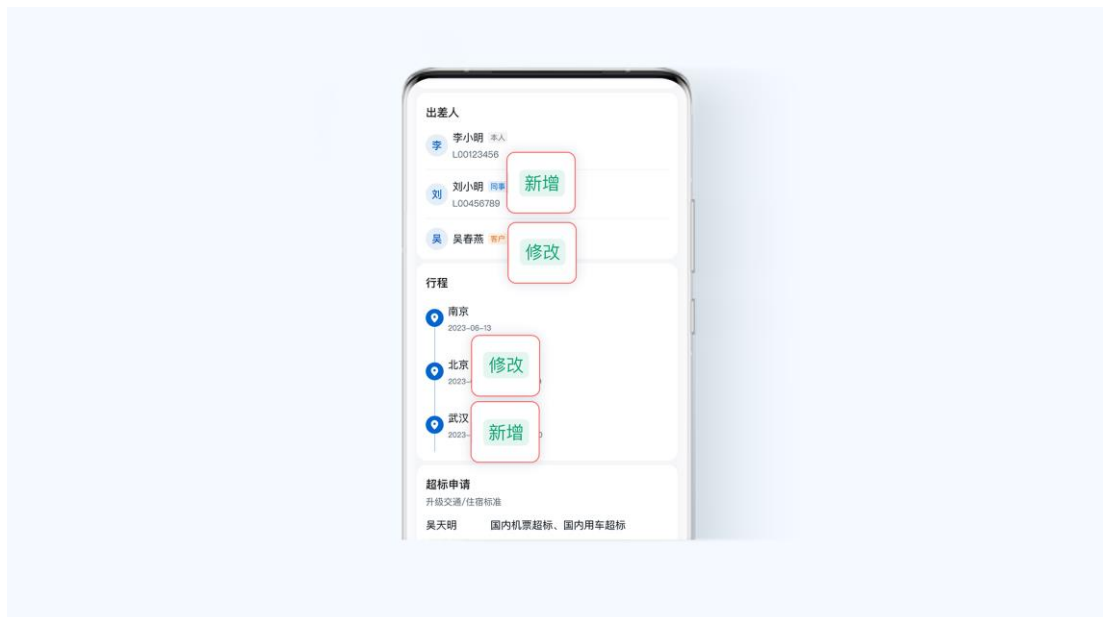 出差人
李 李小明 本人
L00123456
刘 刘小明 同事 新增
L00456789
吴 吴春燕 客户 修改
行程
南京
2023-06-13
北京 修改
2023-
武汉 新增
2023-
超标申请
升级交通/住宿标准
吴天明 国内机票超标、国内用车超标